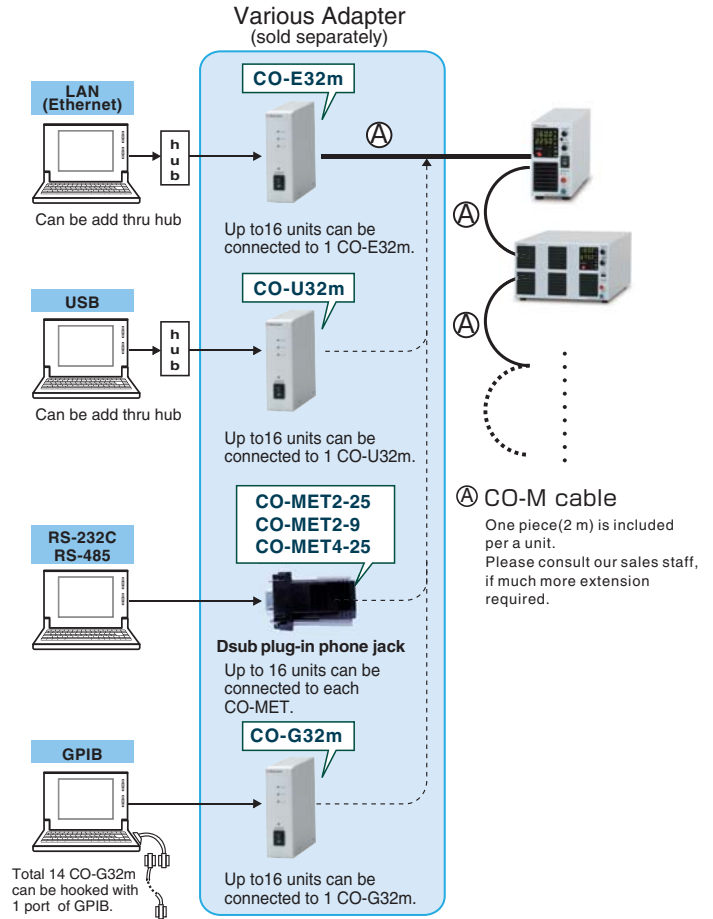 Various Adapter
(sold separately)
LAN
(Ethernet)
h
u
b
Can be add thru hub
CO-E32m
Up to16 units can be
connected to 1 CO-E32m.
A
A
A
USB
h
u
b
Can be add thru hub
CO-U32m
Up to16 units can be
connected to 1 CO-U32m.
A CO-M cable
One piece(2 m) is included
per a unit.
Please consult our sales staff,
if much more extension
required.
RS-232C
RS-485
CO-MET2-25
CO-MET2-9
CO-MET4-25
Dsub plug-in phone jack
Up to 16 units can be
connected to each
CO-MET.
GPIB
Total 14 CO-G32m
can be hooked with
1 port of GPIB.
CO-G32m
Up to16 units can be
connected to 1 CO-G32m.